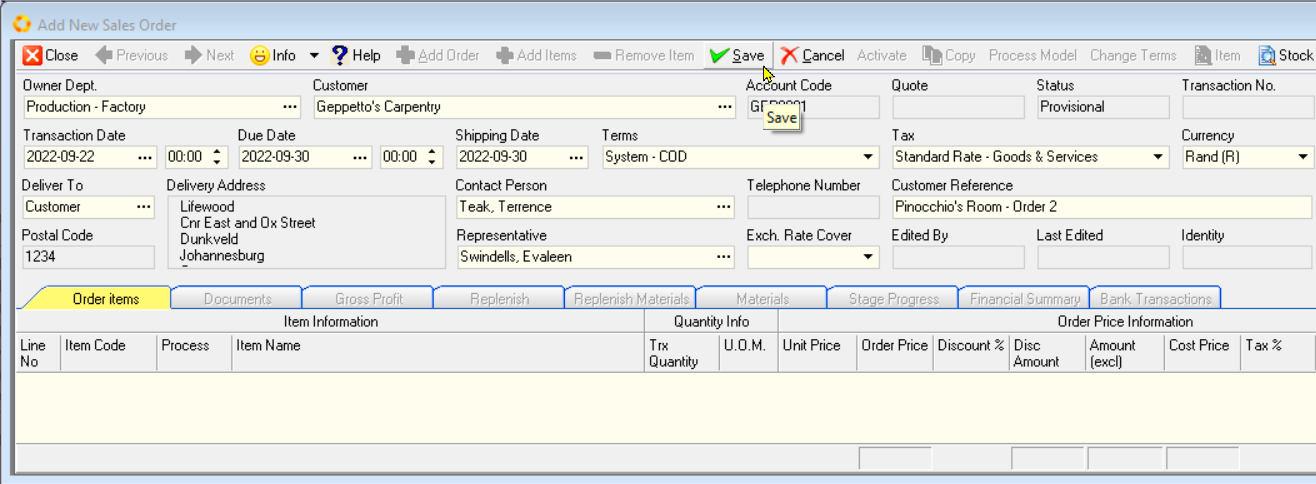 Add New Sales Order
Close Previous Next Info Help Add Order Add Items Remove Item Save Cancel Activate Copy Process Model Change Terms Item Stock
Owner Dept. Customer Account Code Quote Status Transaction No.
Production - Factory Geppetto's Carpentry Provisional
Save
Transaction Date Due Date Shipping Date Terms Tax Currency
2022-09-22 00:00 2022-09-30 00:00 2022-09-30 System - COD Standard Rate - Goods & Services Rand (R)
Deliver To Delivery Address Contact Person Telephone Number Customer Reference
Customer Lifewood Teak, Terrence Pinocchio's Room - Order 2
Cnr East and Ox Street
Postal Code Dunkveld Representative Exch. Rate Cover Edited By Last Edited Identity
1234 Johannesburg Swindells, Evaleen
Order items Documents Gross Profit Replenish Replenish Materials Materials Stage Progress Financial Summary Bank Transactions
Item Information Quantity Info Order Price Information
Line No Item Code Process Item Name Trx Quantity U.O.M. Unit Price Order Price Discount % Disc Amount Amount (excl) Cost Price Tax %